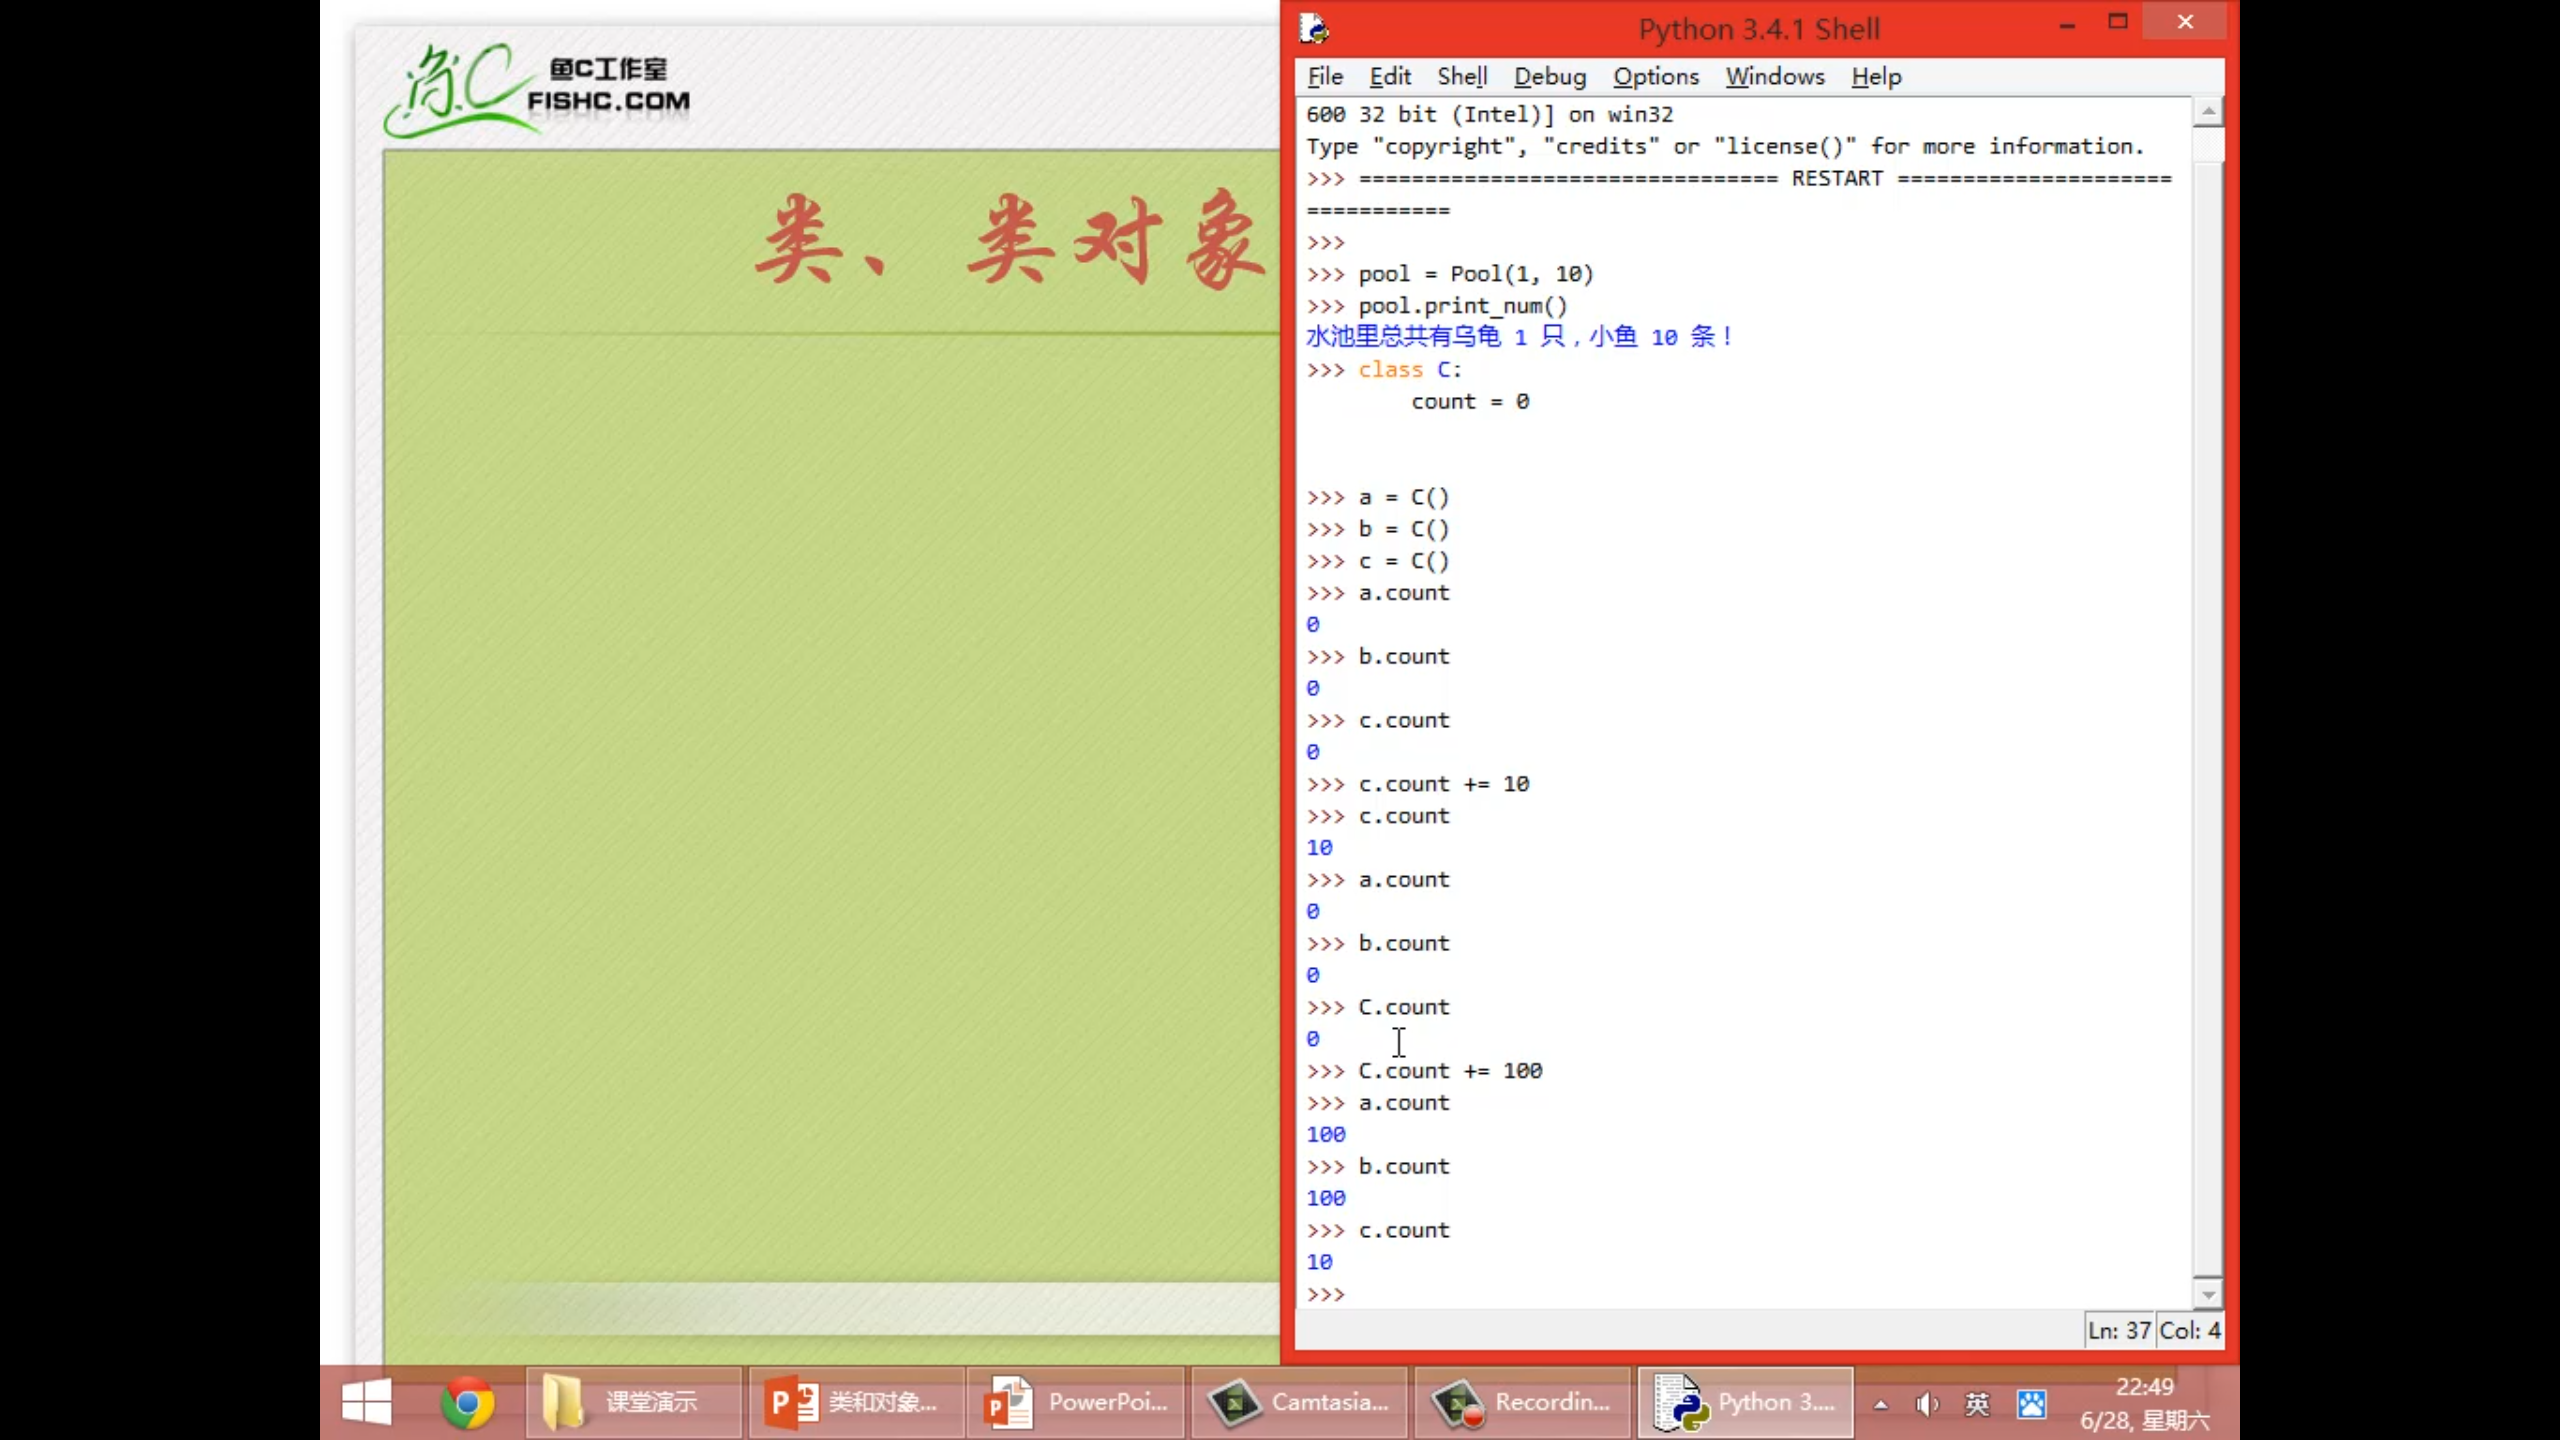 鱼C工作室
FISHC.COM
类、类对象
Python 3.4.1 Shell
File Edit Shell Debug Options Windows Help
600 32 bit (Intel)] on win32
Type "copyright", "credits" or "license()" for more information.
>>> ================================ RESTART =====================
===========
>>>
>>> pool = Pool(1, 10)
>>> pool.print_num()
水池里总共有乌龟 1 只，小鱼 10 条！
>>> class C:
count = 0
>>> a = C()
>>> b = C()
>>> c = C()
>>> a.count
0
>>> b.count
0
>>> c.count
0
>>> c.count += 10
>>> c.count
10
>>> a.count
0
>>> b.count
0
>>> C.count
0
>>> C.count += 100
>>> a.count
100
>>> b.count
100
>>> c.count
10
>>>
Ln: 37 Col: 4
课堂演示 类和对象... PowerPoi... Camtasia... Recordin... Python 3.... 英 22:49
6/28, 星期六